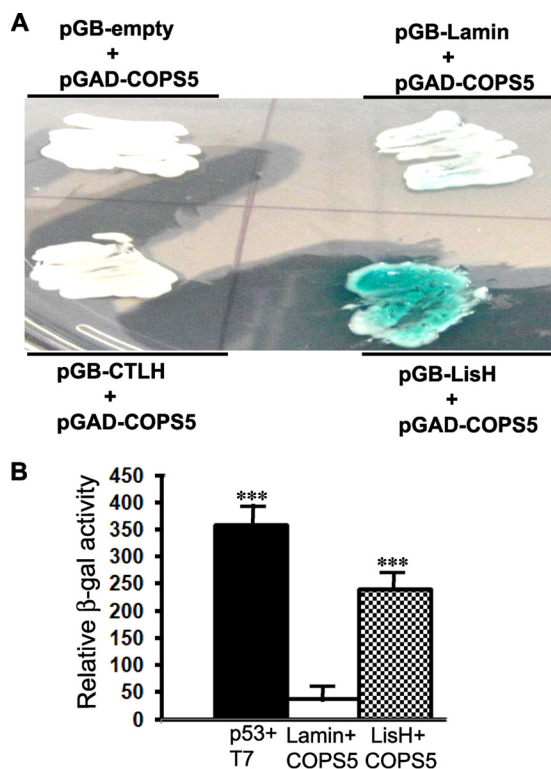 A
pGB-empty
+
pGAD-COPS5
pGB-Lamin
+
pGAD-COPS5
pGB-CTLH
+
pGAD-COPS5
pGB-LisH
+
pGAD-COPS5
B
Relative β-gal activity
450
400
350
300
250
200
150
100
50
0
***
***
p53+
T7
Lamin+
COPS5
LisH+
COPS5